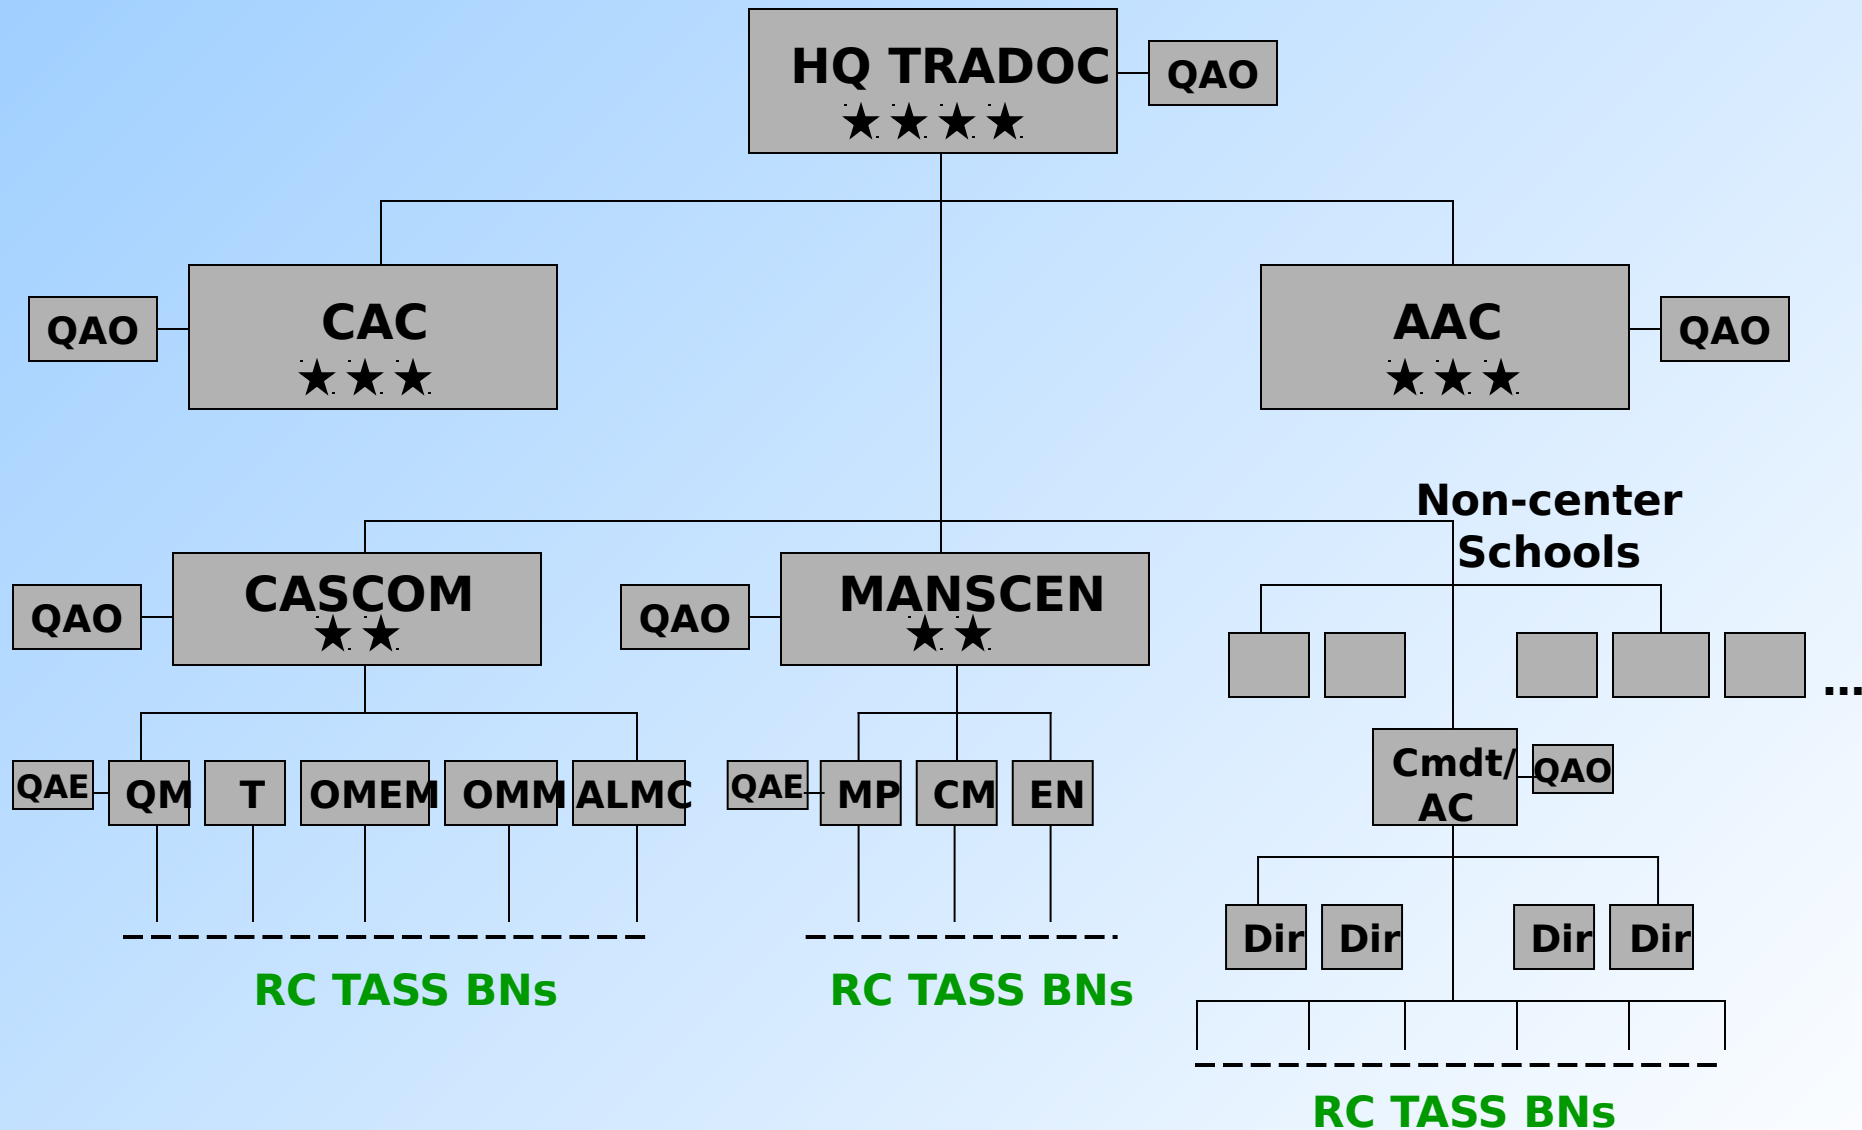 HQ TRADOC
QAO
QAO
CAC
AAC
QAO
Non-center
Schools
QAO
CASCOM
QAO
MANSCEN
...
QAE
QM
T
OMEM
OMM
ALMC
QAE
MP
CM
EN
Cmdt/
AC
QAO
Dir
Dir
Dir
Dir
RC TASS BNs
RC TASS BNs
RC TASS BNs